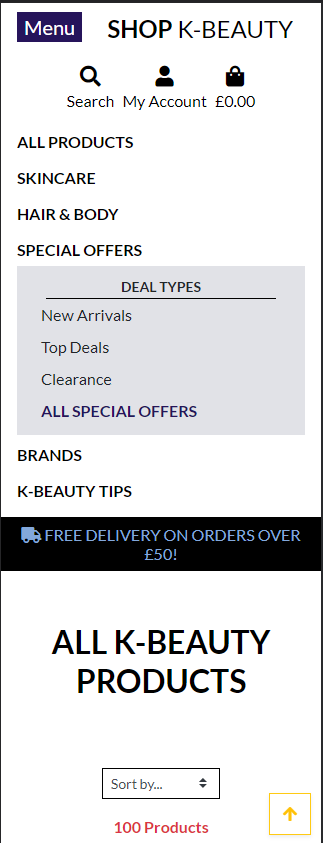 Menu
SHOP K-BEAUTY
Search My Account £0.00
ALL PRODUCTS
SKINCARE
HAIR & BODY
SPECIAL OFFERS
DEAL TYPES
New Arrivals
Top Deals
Clearance
ALL SPECIAL OFFERS
BRANDS
K-BEAUTY TIPS
FREE DELIVERY ON ORDERS OVER
£50!
ALL K-BEAUTY
PRODUCTS
Sort by...
100 Products